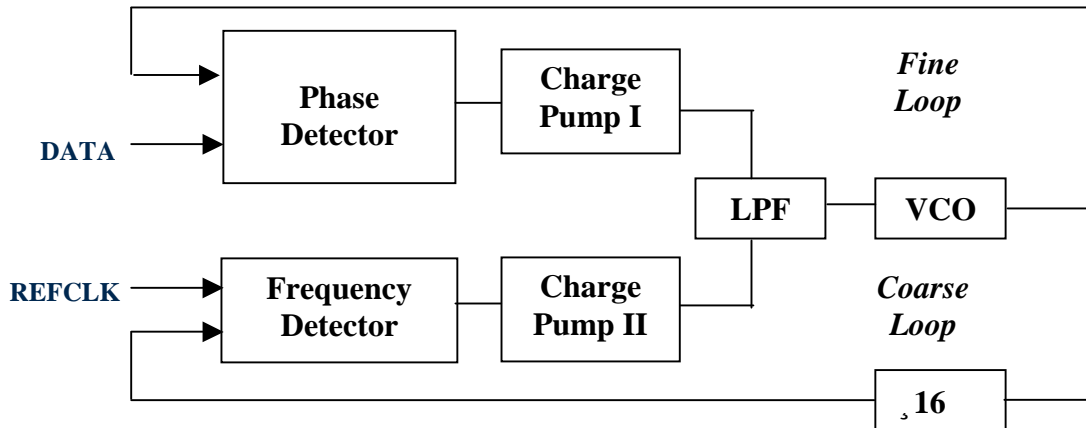 Phase
Detector
Charge
Pump I
Fine
Loop
DATA
LPF
VCO
REFCLK
Frequency
Detector
Charge
Pump II
Coarse
Loop
¸ 16